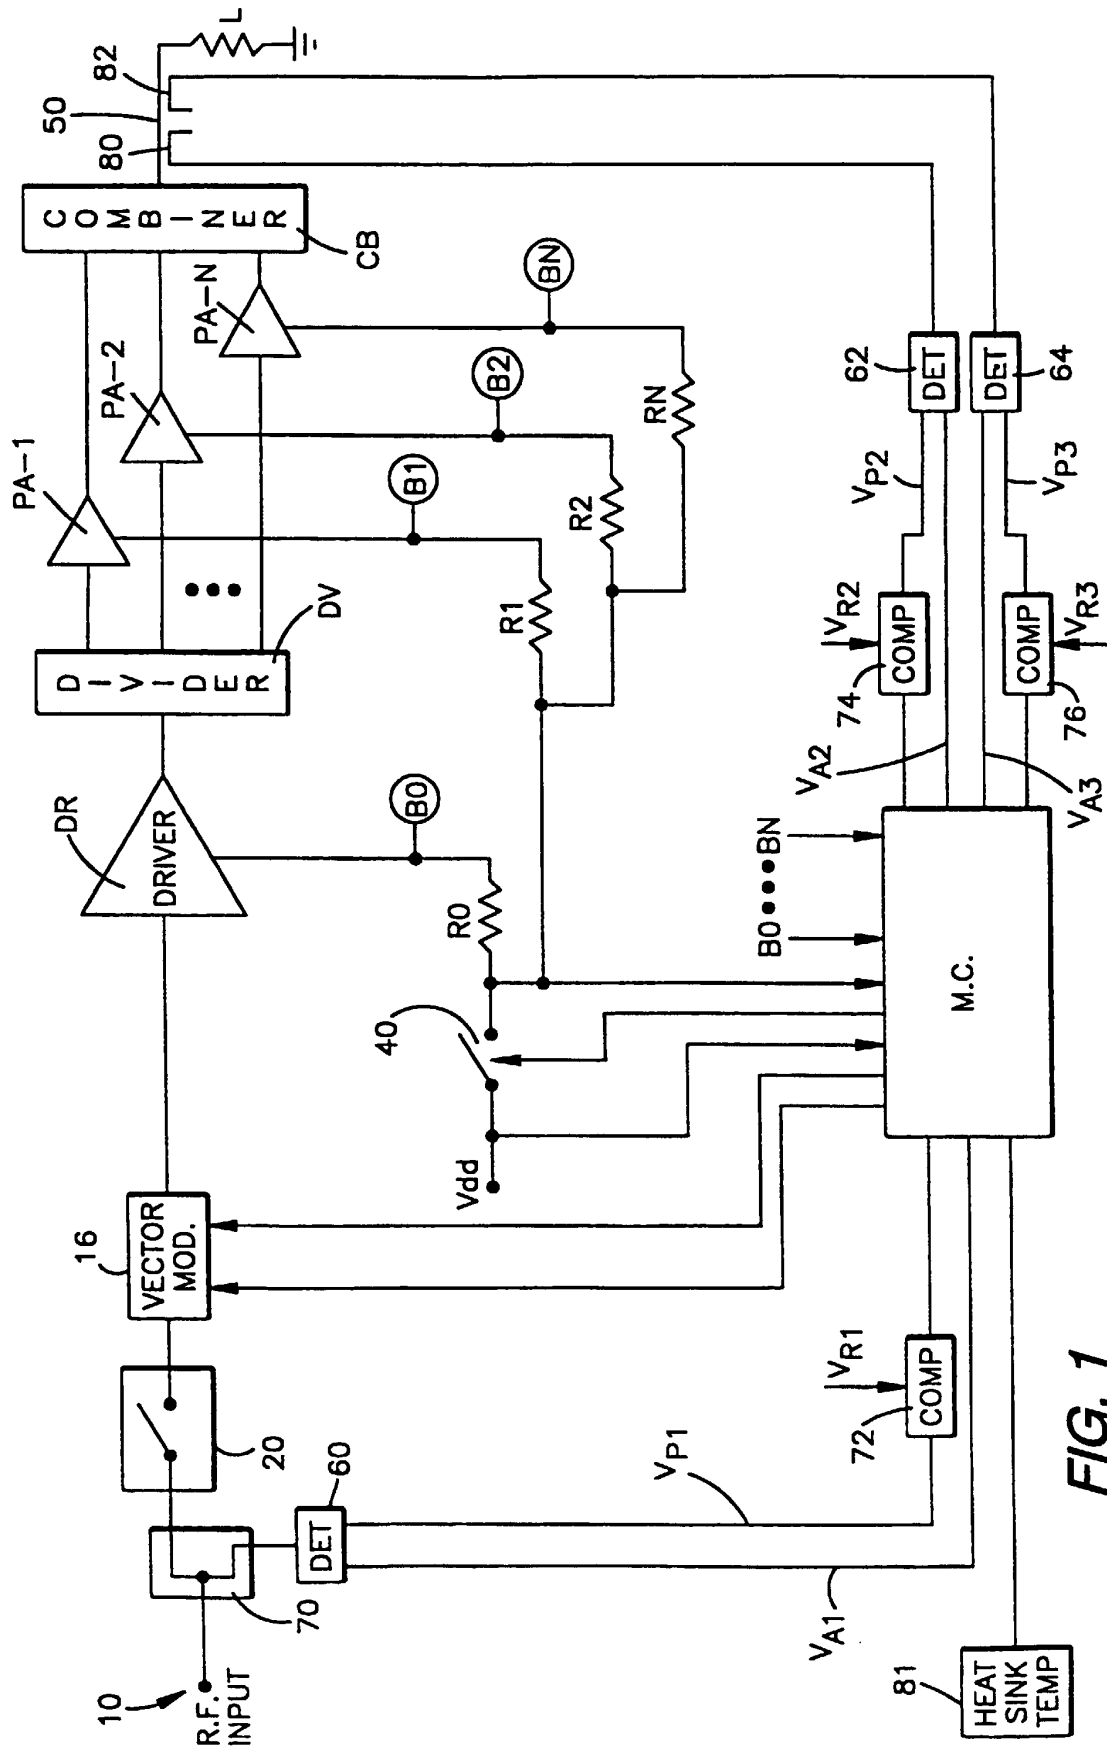 10
R.F.
INPUT
70
20
DET
60
16
VECTOR
MOD.
DR
DRIVER
DIVIDER
DV
PA-1
PA-2
PA-N
COMBINER
CB
80
50
82
L
Vdd
40
R0
B0
R1
B1
R2
B2
RN
BN
VA1
VP1
VR1
72
COMP
81
HEAT
SINK
TEMP
M.C.
B0 ••• BN
VA2
VA3
74
COMP
VR2
76
COMP
VR3
VP2
VP3
62
DET
DET
64
FIG. 1